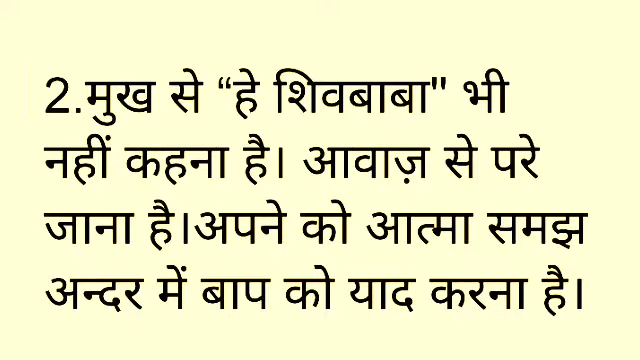 2.मुख से “हे शिवबाबा" भी
नहीं कहना है। आवाज़ से परे
जाना है।अपने को आत्मा समझ
अन्दर में बाप को याद करना है।